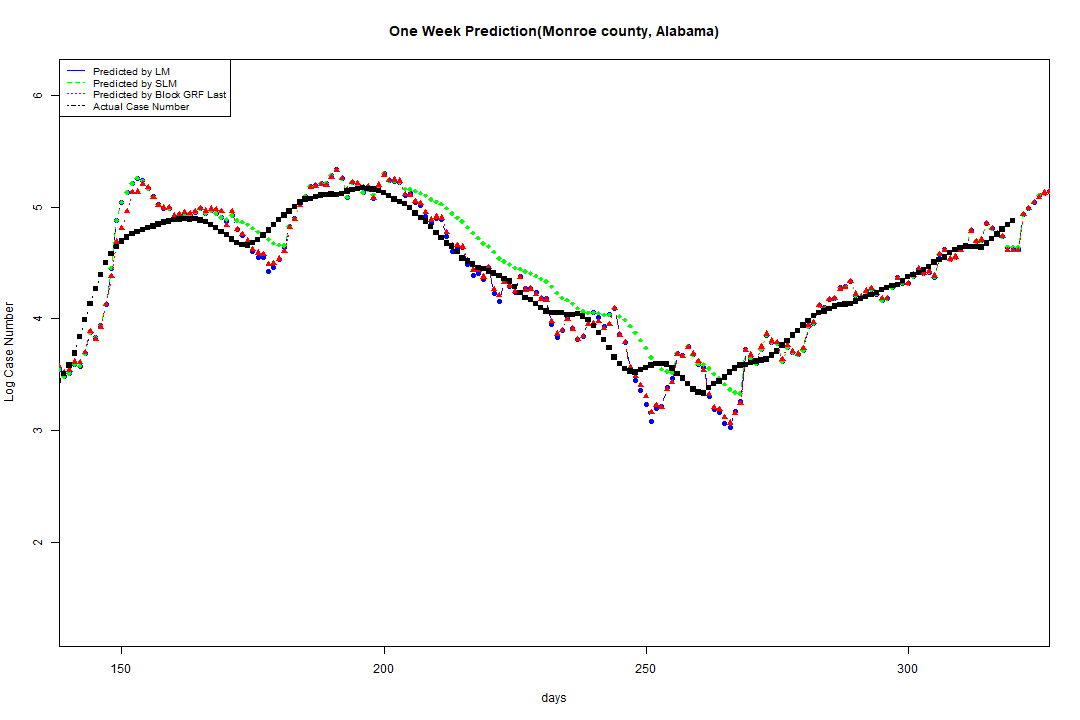 One Week Prediction(Monroe county, Alabama)
Predicted by LM
Predicted by SLM
Predicted by Block GRF Last
Actual Case Number
6
5
4
3
2
Log Case Number
150
200
250
300
days